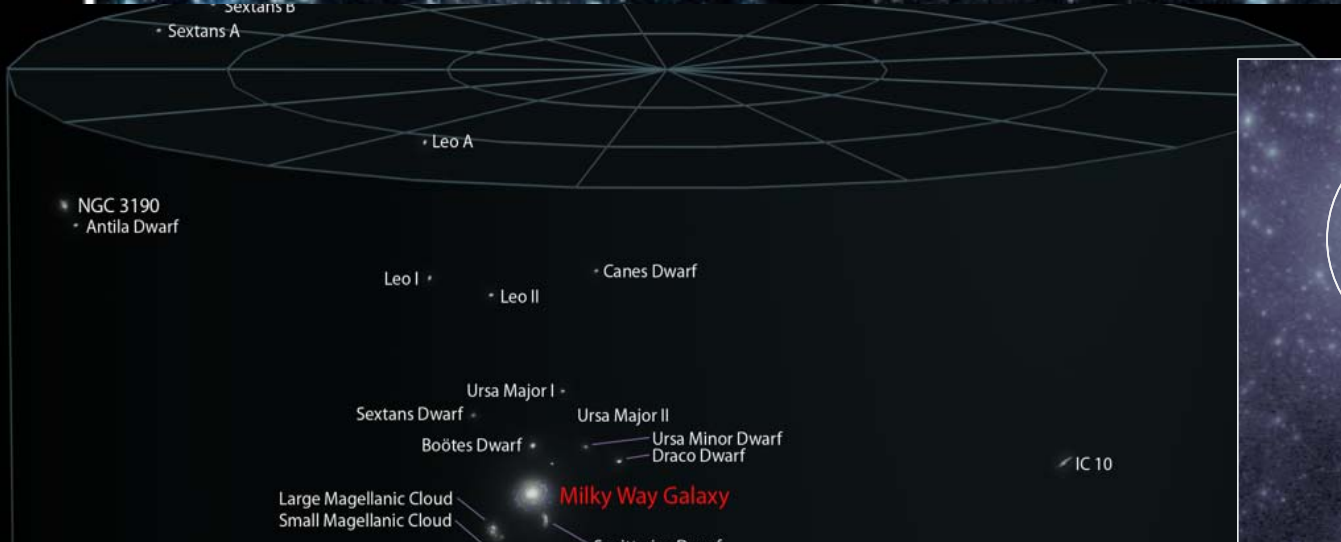 Sextans B
Sextans A
Leo A
NGC 3190
Antila Dwarf
Canes Dwarf
Leo I
Leo II
Ursa Major I
Sextans Dwarf
Ursa Major II
Boötes Dwarf
Ursa Minor Dwarf
Draco Dwarf
IC 10
Milky Way Galaxy
Large Magellanic Cloud
Small Magellanic Cloud